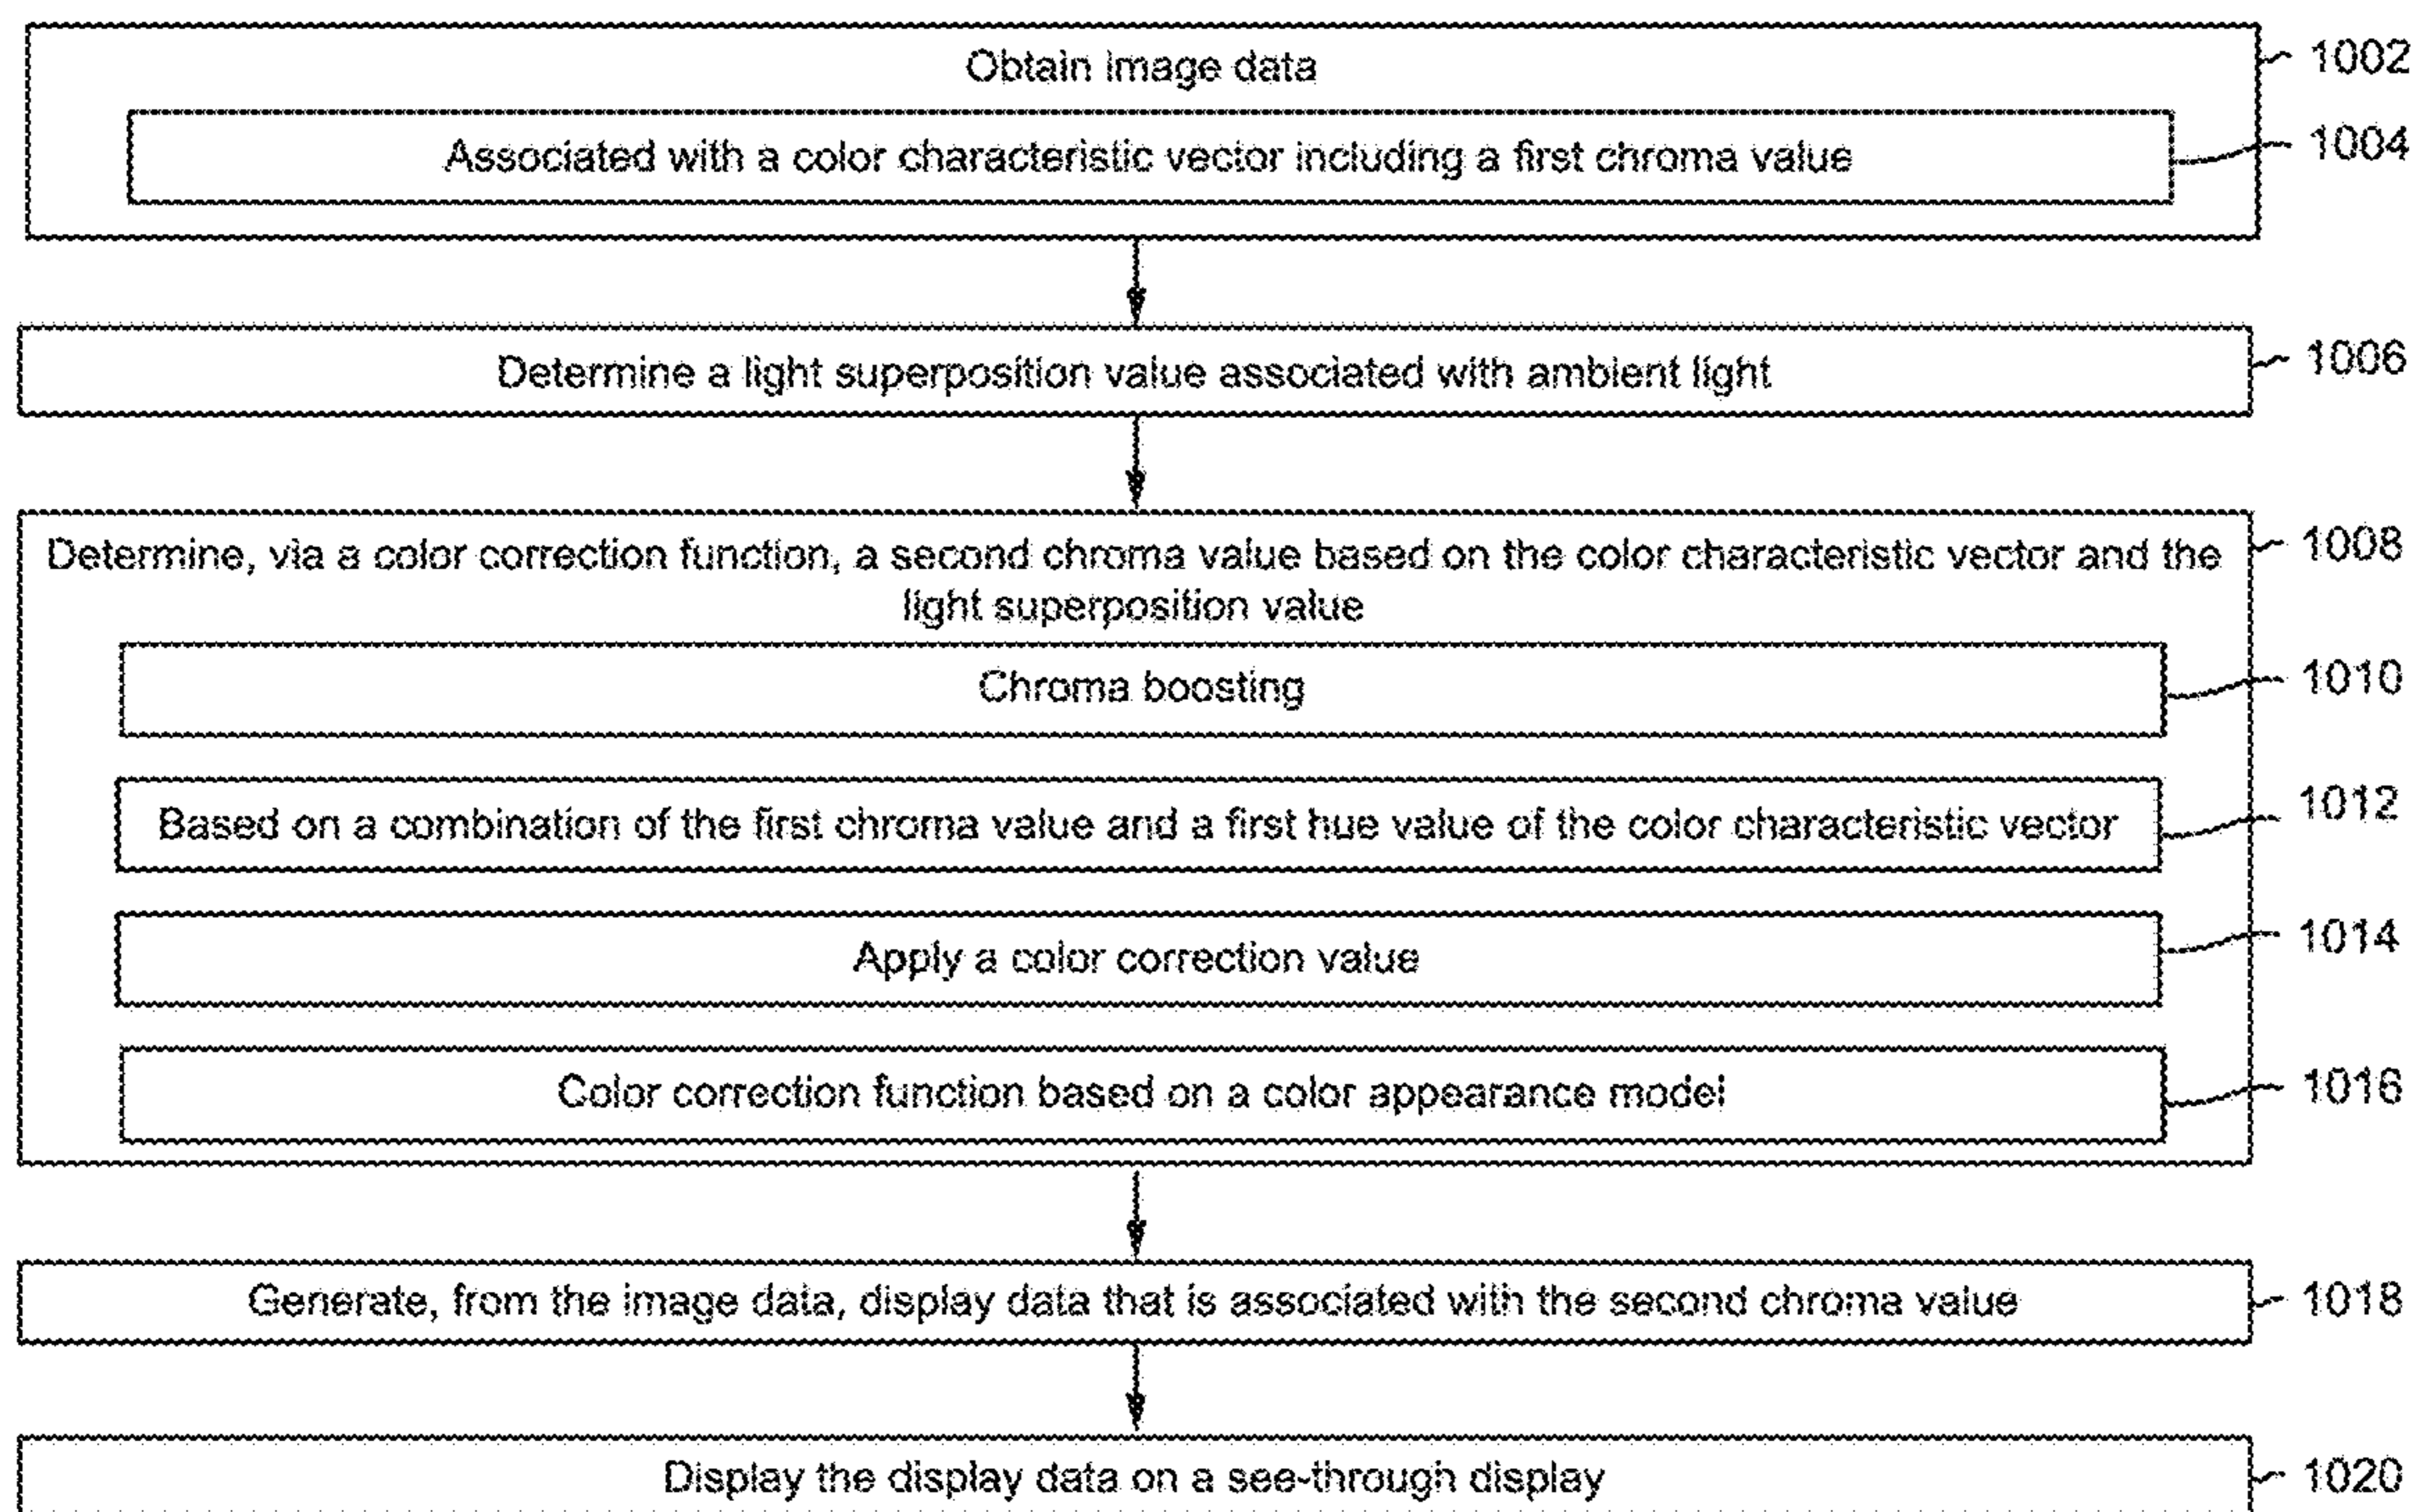 Obtain image data
1002
Associated with a color characteristic vector including a first chroma value
1004
Determine a light superposition value associated with ambient light
1006
Determine, via a color correction function, a second chroma value based on the color characteristic vector and the
light superposition value
1008
Chroma boosting
1010
Based on a combination of the first chroma value and a first hue value of the color characteristic vector
1012
Apply a color correction value
1014
Color correction function based on a color appearance model
1016
Generate, from the image data, display data that is associated with the second chroma value
1018
Display the display data on a see-through display
1020